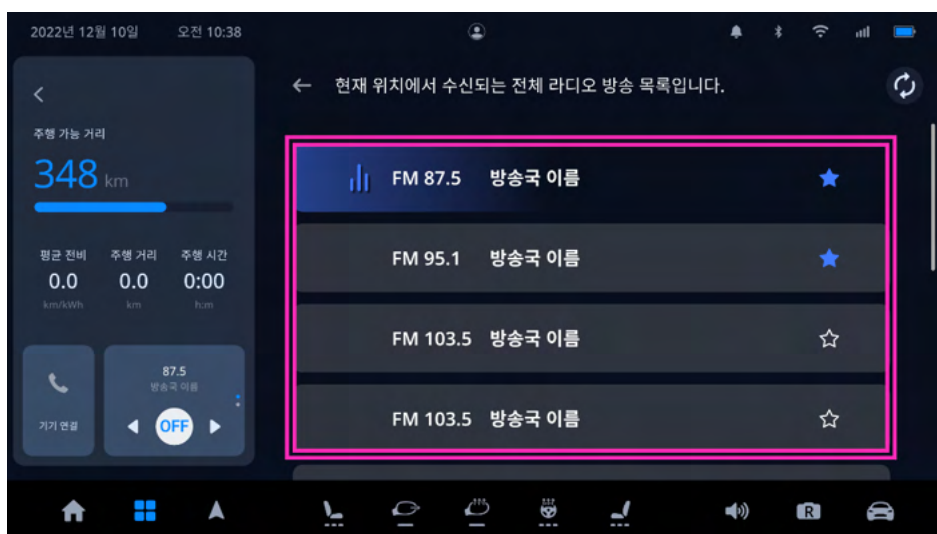 2022년 12월 10일 오전 10:38
← 현재 위치에서 수신되는 전체 라디오 방송 목록입니다.
주행 가능 거리
348 km
평균 전비 주행 거리 주행 시간
0.0 0.0 0:00
km/kWh km h:m
기기 연결
87.5
방송국 이름
OFF
FM 87.5 방송국 이름
FM 95.1 방송국 이름
FM 103.5 방송국 이름
FM 103.5 방송국 이름
R